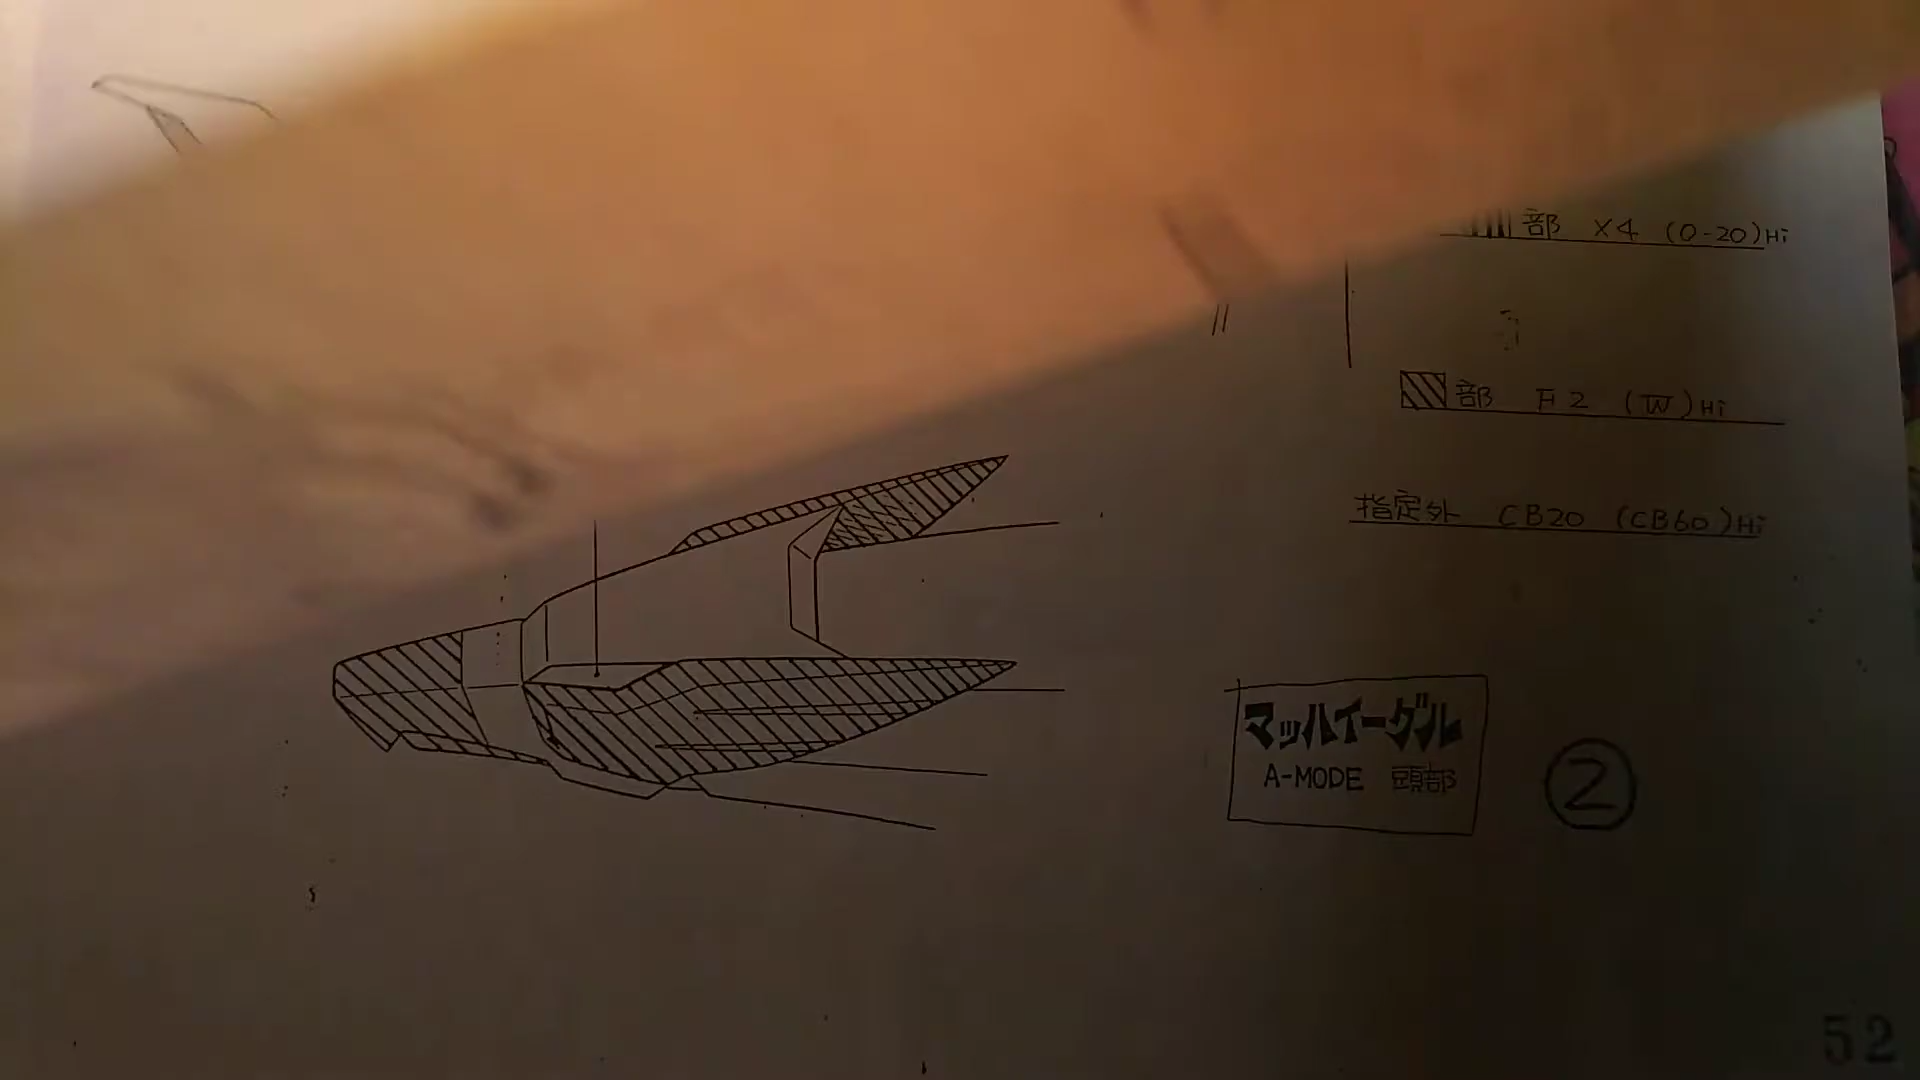 部 X4 (0-20)Hi
部 F2 (W)Hi
指定外 CB20 (CB60)Hi
マッハイーグル
A-MODE 頭部
②
52